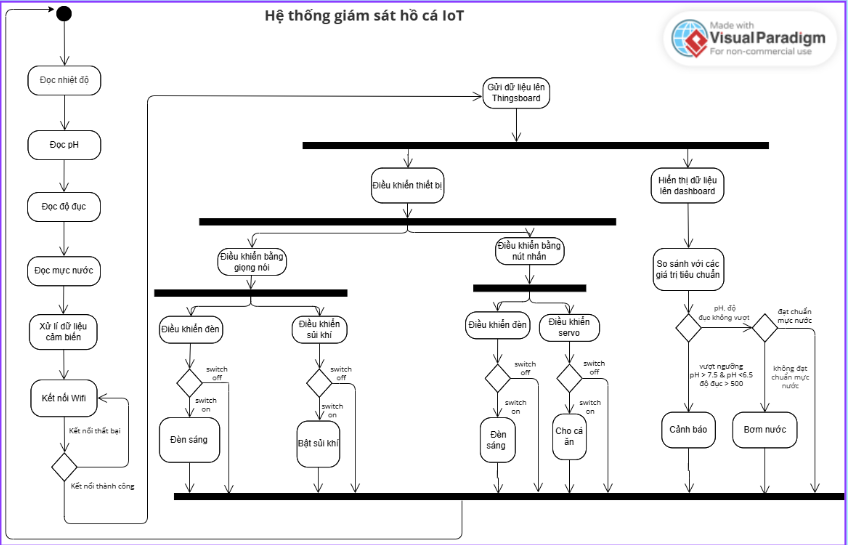 Hệ thống giám sát hồ cá IoT
Made with
VisualParadigm
For non-commercial use
Đọc nhiệt độ
Đọc pH
Đọc độ đục
Đọc mực nước
Xử lí dữ liệu
cảm biến
Kết nối Wifi
Kết nối thất bại
Kết nối thành công
Gửi dữ liệu lên
Thingsboard
Điều khiển thiết bị
Hiển thị dữ liệu
lên dashboard
Điều khiển bằng
giọng nói
Điều khiển bằng
nút nhấn
So sánh với các
giá trị tiêu chuẩn
Điều khiển đèn
Điều khiển
sủi khí
Điều khiển đèn
Điều khiển
servo
pH, độ
đục không vượt
đạt chuẩn
mực nước
switch
off
switch
on
switch
off
switch
on
switch
off
switch
on
switch
off
switch
on
vượt ngưỡng
pH > 7.5 & pH <6.5
độ đục > 500
không đạt
chuẩn mực
nước
Đèn sáng
Bật sủi khí
Đèn
sáng
Cho cá
ăn
Cảnh báo
Bơm nước